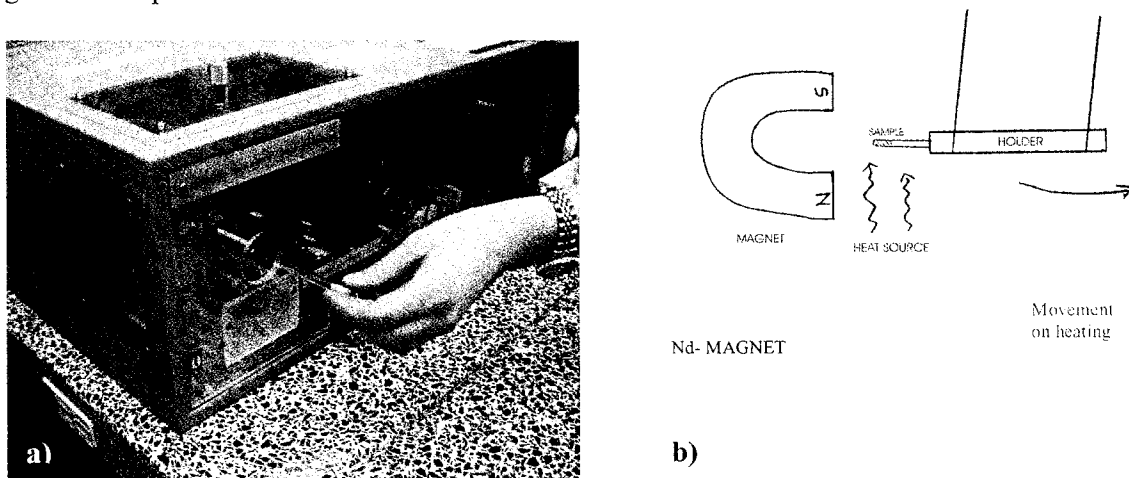 S
SAMPLE
HOLDER
N
MAGNET
HEAT SOURCE
Movement
on heating
Nd- MAGNET
a)
b)